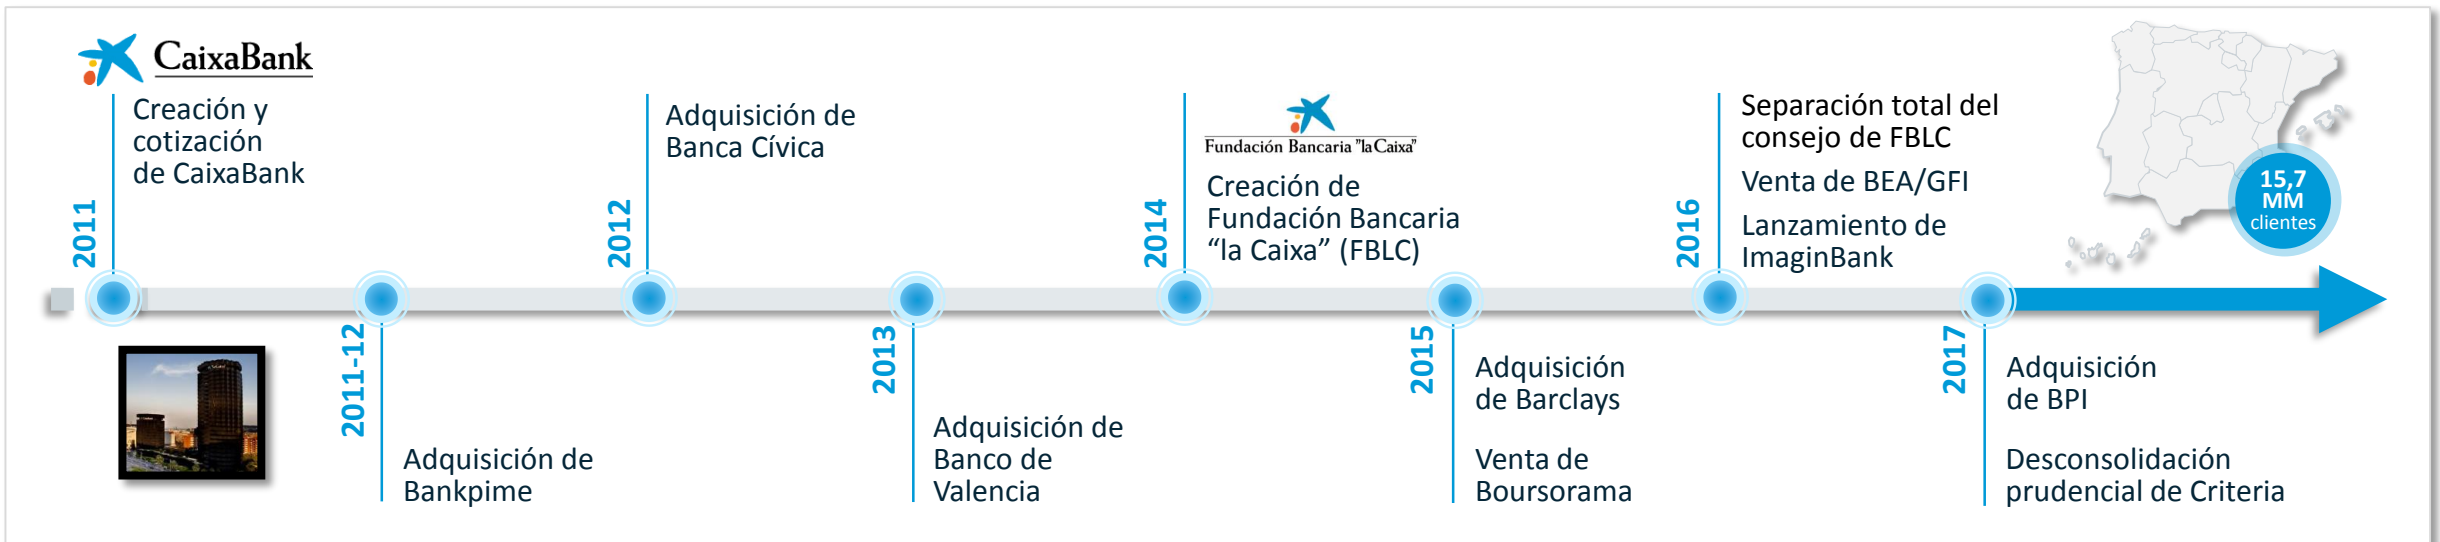 CaixaBank
Creación y
cotización
de CaixaBank
2011
2011-12
Adquisición de
Bankpime
Adquisición de
Banca Cívica
2012
2013
Adquisición de
Banco de
Valencia
Fundación Bancaria "la Caixa"
Creación de
Fundación Bancaria
“la Caixa” (FBLC)
2014
2015
Adquisición
de Barclays
Venta de
Boursorama
Separación total del
consejo de FBLC
Venta de BEA/GFI
Lanzamiento de
ImaginBank
2016
2017
Adquisición
de BPI
Desconsolidación
prudencial de Criteria
15,7
MM
clientes